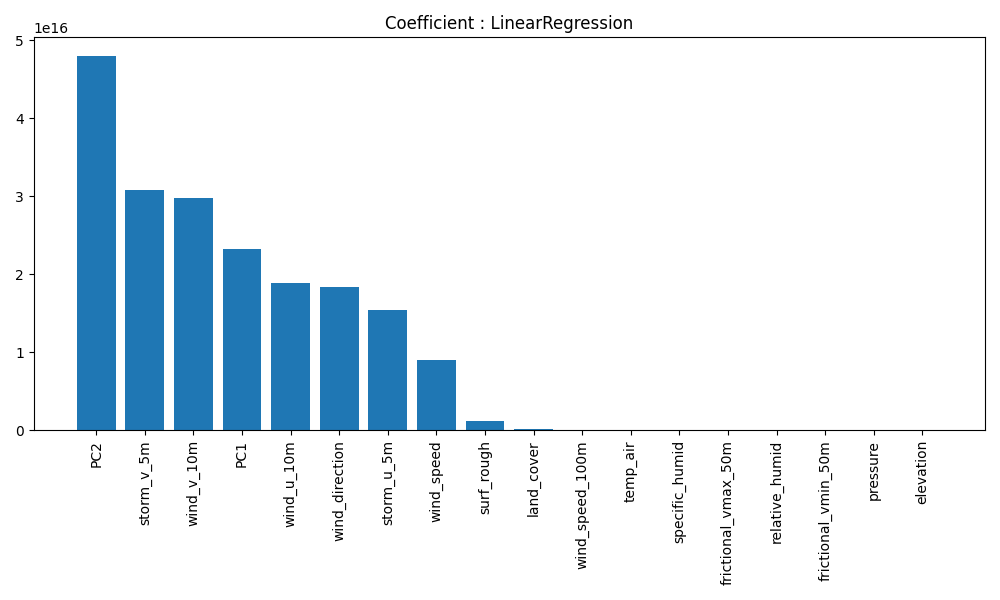 Coefficient : LinearRegression
1e16
5
4
3
2
1
0
PC2
storm_v_5m
wind_v_10m
PC1
wind_u_10m
wind_direction
storm_u_5m
wind_speed
surf_rough
land_cover
wind_speed_100m
temp_air
specific_humid
frictional_vmax_50m
relative_humid
frictional_vmin_50m
pressure
elevation